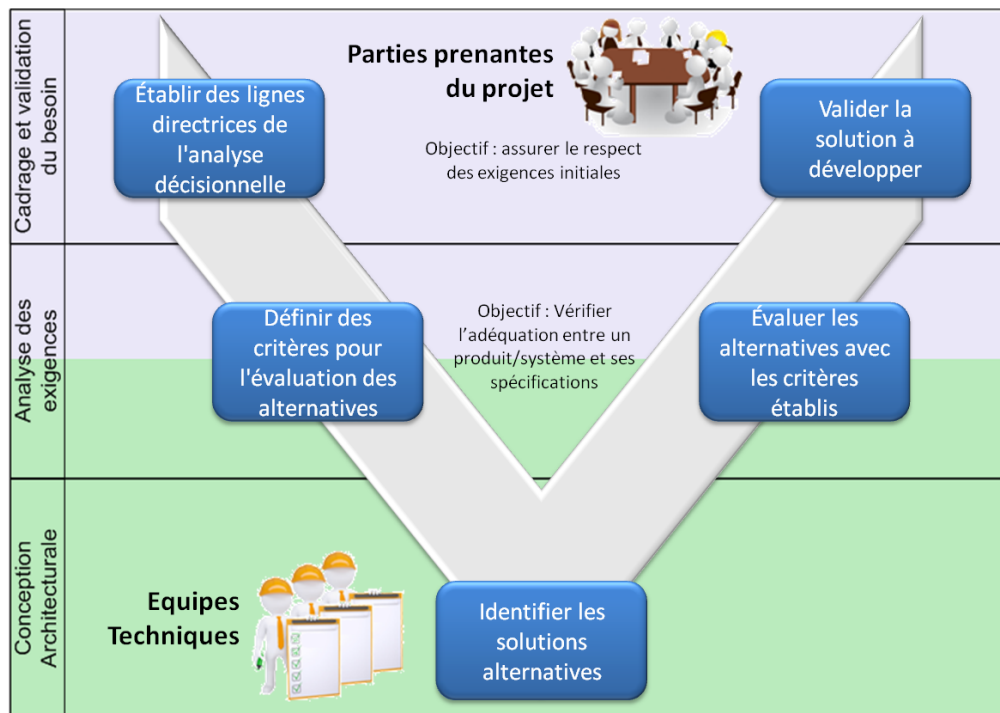 Cadrage et validation
du besoin
Établir des lignes
directrices de
l'analyse
décisionnelle
Parties prenantes
du projet
Objectif : assurer le respect
des exigences initiales
Valider la
solution à
développer
Analyse des
exigences
Définir des
critères pour
l'évaluation des
alternatives
Objectif : Vérifier
l'adéquation entre un
produit/système et ses
spécifications
Évaluer les
alternatives avec
les critères
établis
Conception
Architecturale
Equipes
Techniques
Identifier les
solutions
alternatives